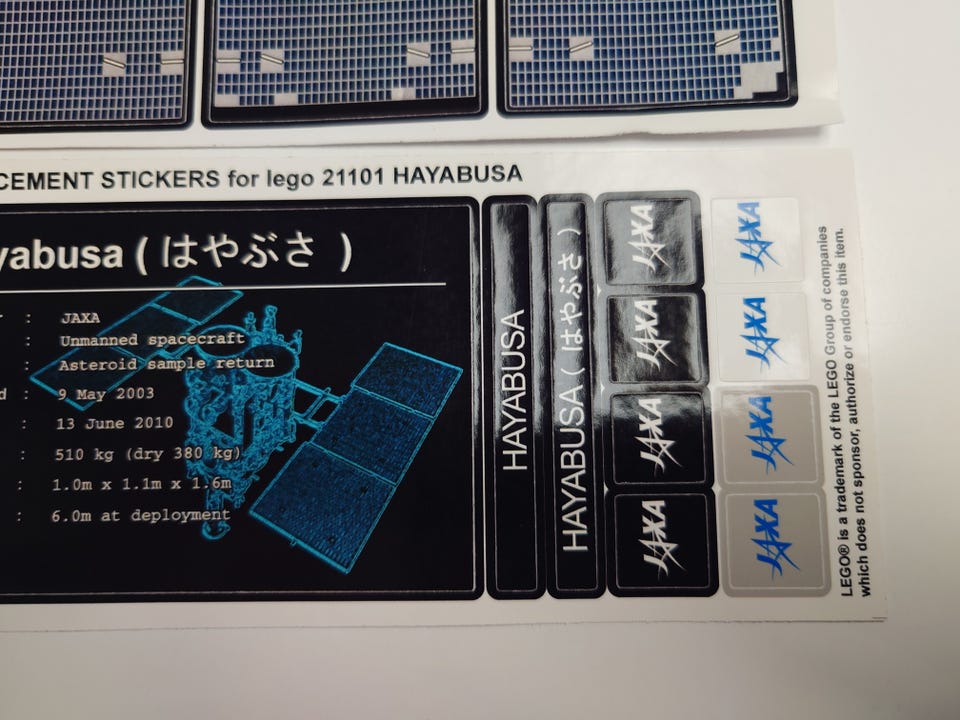 CEMENT STICKERS for lego 21101 HAYABUSA
yabusa ( はやぶさ )
: JAXA
: Unmanned spacecraft
: Asteroid sample return
d : 9 May 2003
: 13 June 2010
: 510 kg (dry 380 kg)
: 1.0m x 1.1m x 1.6m
: 6.0m at deployment
HAYABUSA
HAYABUSA ( はやぶさ )
JAXA
JAXA
JAXA
JAXA
JAXA
JAXA
JAXA
JAXA
LEGO® is a trademark of the LEGO Group of companies
which does not sponsor, authorize or endorse this item.